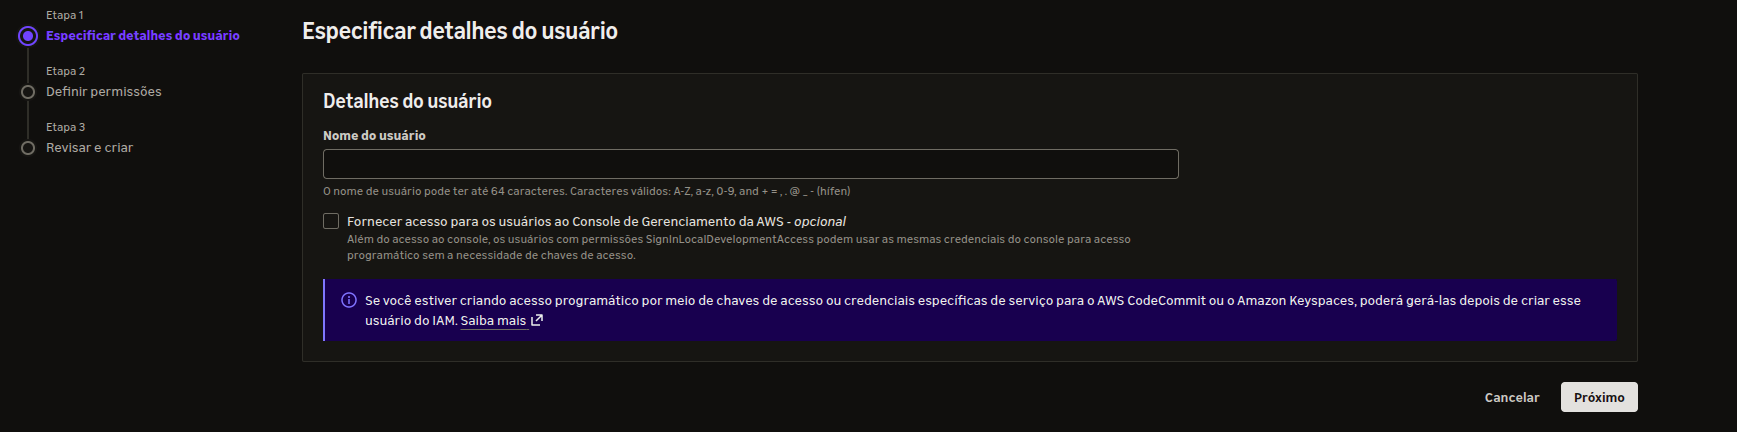 Etapa 1
Especificar detalhes do usuário
Etapa 2
Definir permissões
Etapa 3
Revisar e criar
Especificar detalhes do usuário
Detalhes do usuário
Nome do usuário
O nome de usuário pode ter até 64 caracteres. Caracteres válidos: A-Z, a-z, 0-9, and + = , . @ _ - (hífen)
Fornecer acesso para os usuários ao Console de Gerenciamento da AWS - opcional
Além do acesso ao console, os usuários com permissões SignInLocalDevelopmentAccess podem usar as mesmas credenciais do console para acesso
programático sem a necessidade de chaves de acesso.
Se você estiver criando acesso programático por meio de chaves de acesso ou credenciais específicas de serviço para o AWS CodeCommit ou o Amazon Keyspaces, poderá gerá-las depois de criar esse
usuário do IAM. Saiba mais
Cancelar
Próximo